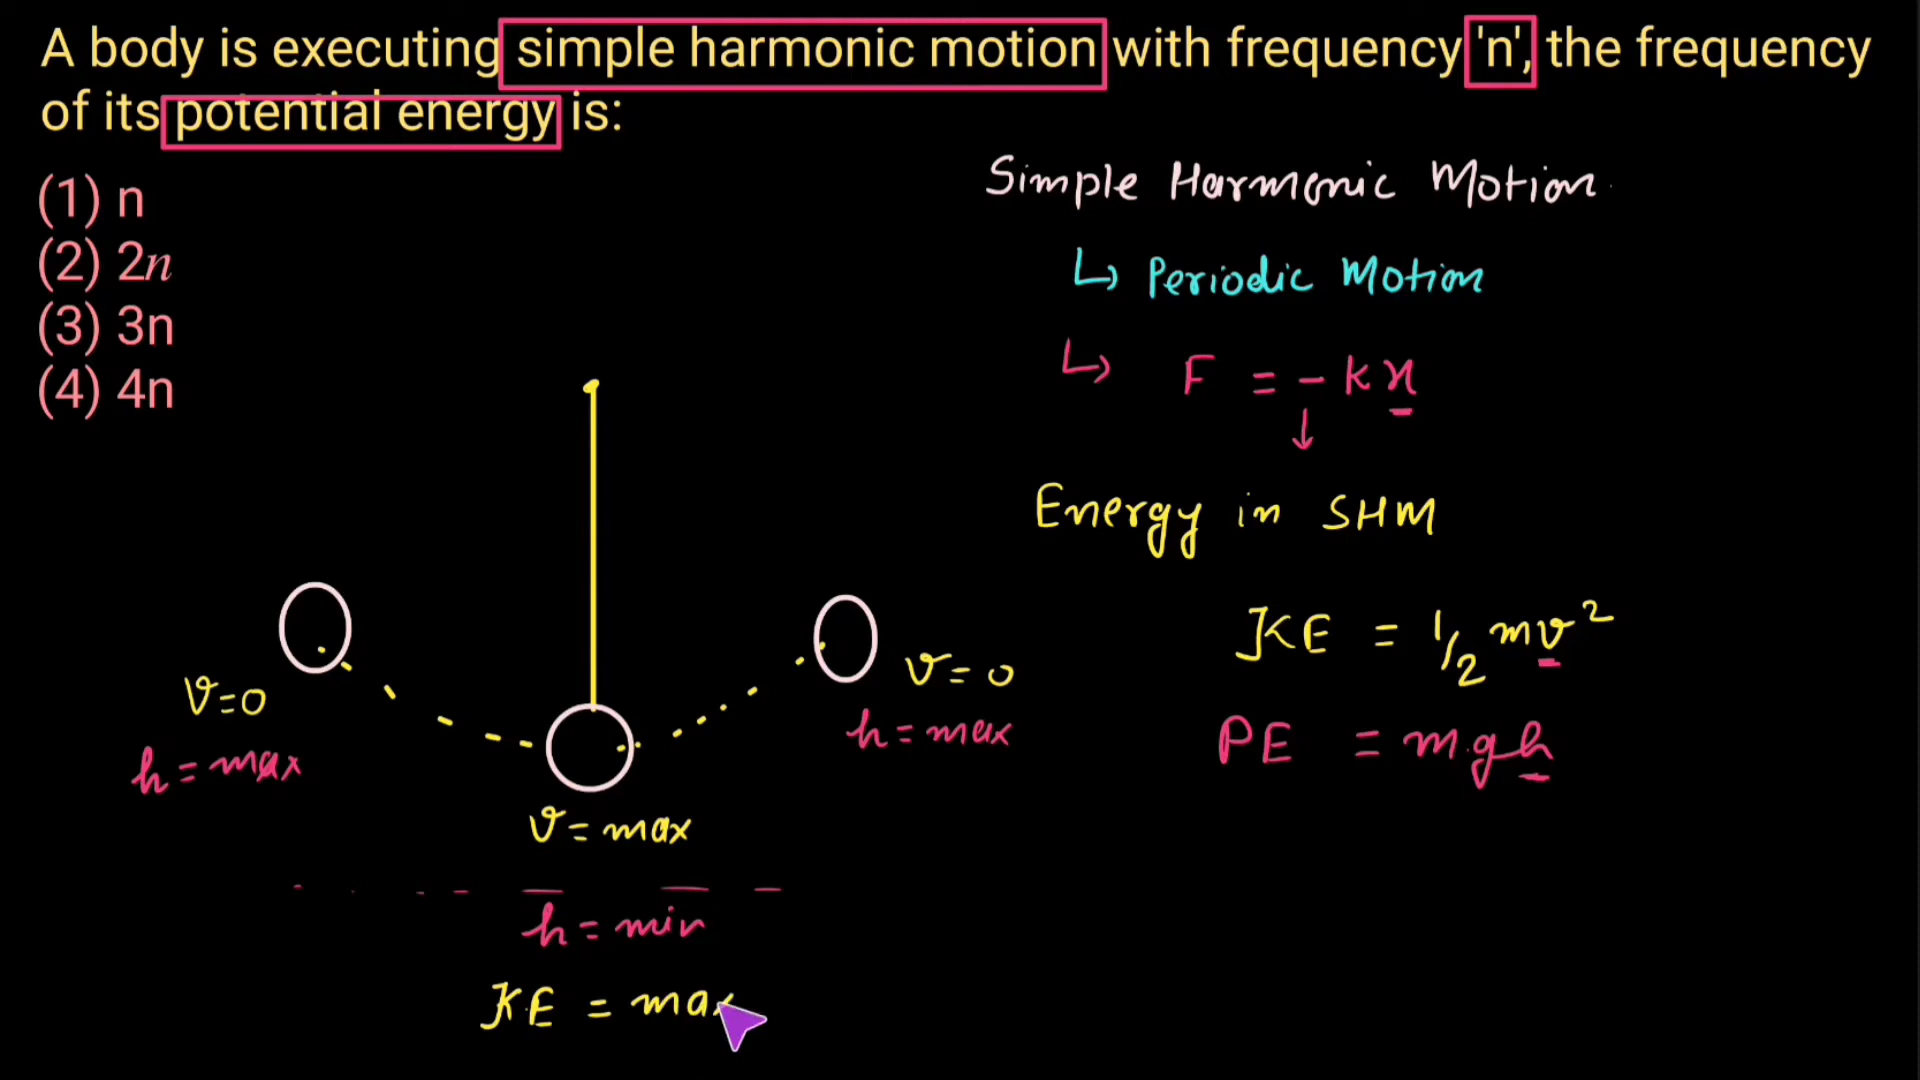 A body is executing simple harmonic motion with frequency 'n', the frequency
of its potential energy is:
(1) n
(2) 2n
(3) 3n
(4) 4n
Simple Harmonic Motion
↳ Periodic Motion
↳ F = - k x
↓
Energy in SHM
KE = 1/2 mv²
PE = mgh
v=0
h = max
v = 0
h = max
v = max
h = min
KE = max